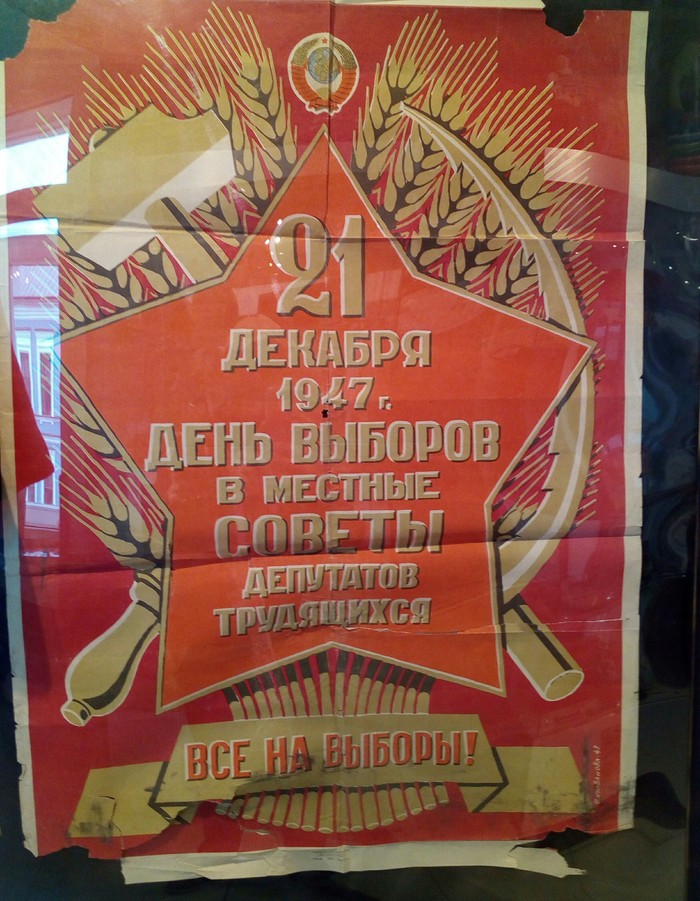 21
ДЕКАБРЯ
1947 г.
ДЕНЬ ВЫБОРОВ
В МЕСТНЫЕ
СОВЕТЫ
ДЕПУТАТОВ
ТРУДЯЩИХСЯ
ВСЕ НА ВЫБОРЫ!